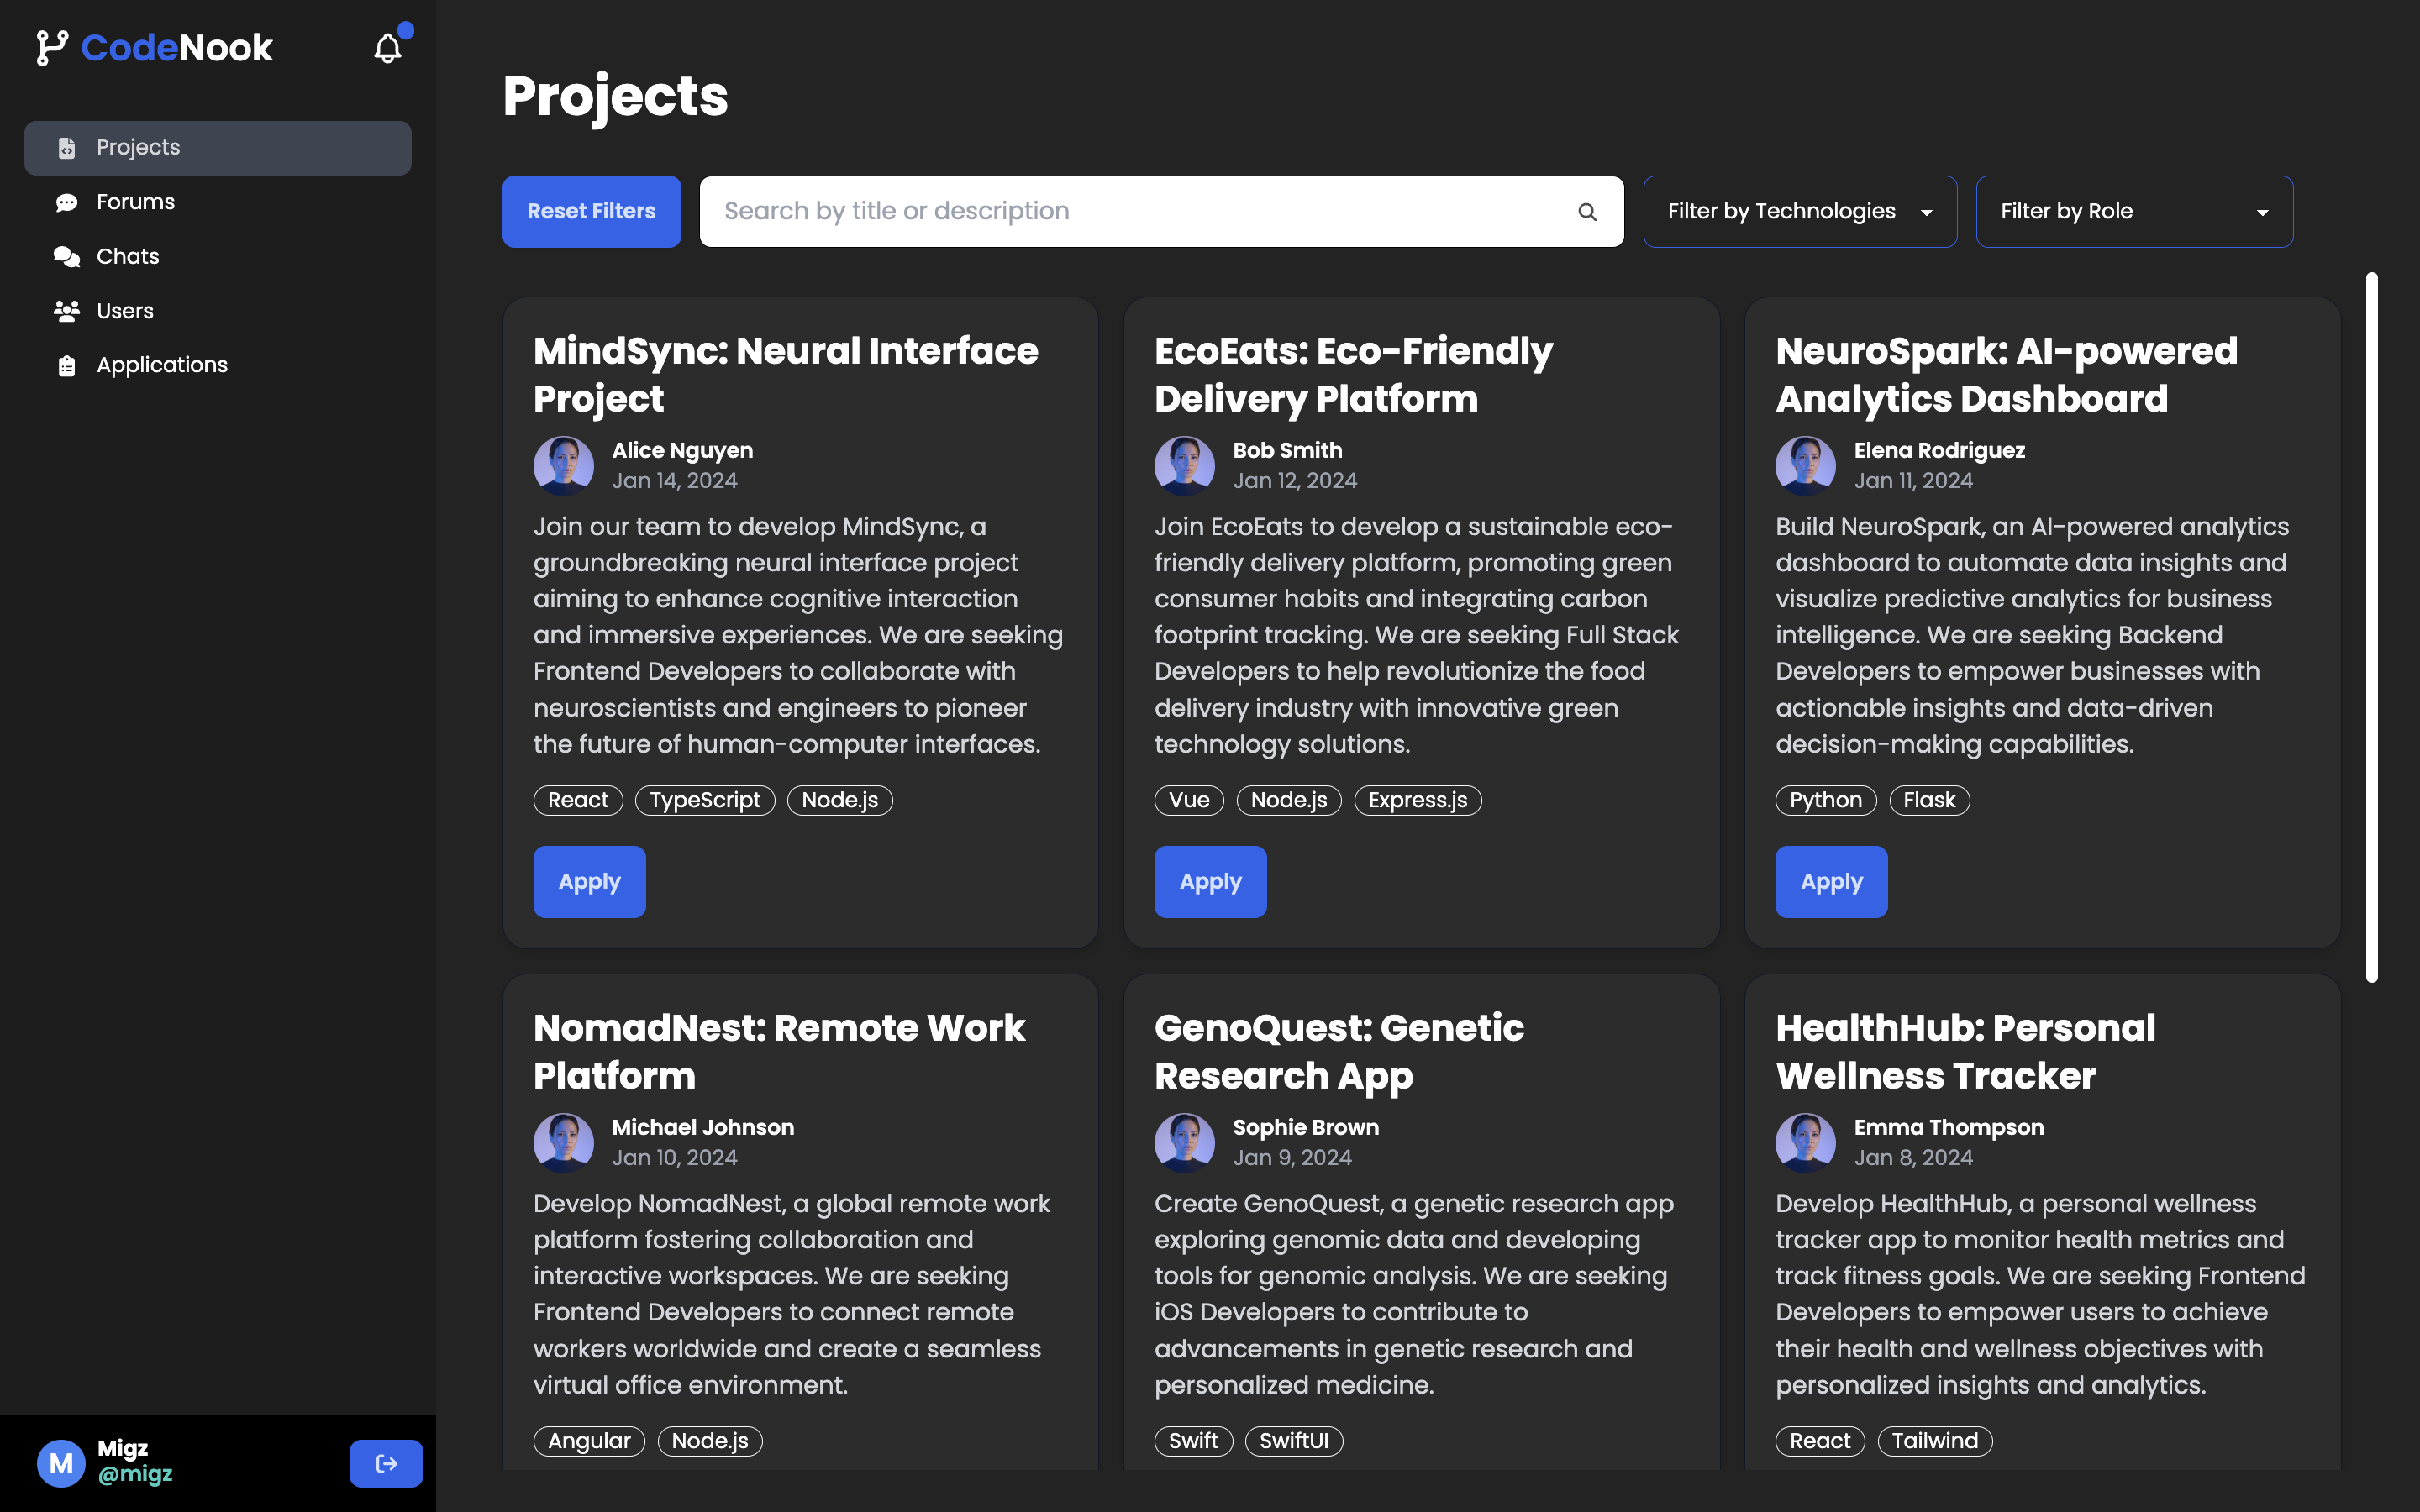 CodeNook
Projects
Forums
Chats
Users
Applications
Projects
Reset Filters
Search by title or description
Filter by Technologies
Filter by Role
MindSync: Neural Interface
Project
Alice Nguyen
Jan 14, 2024
Join our team to develop MindSync, a
groundbreaking neural interface project
aiming to enhance cognitive interaction
and immersive experiences. We are seeking
Frontend Developers to collaborate with
neuroscientists and engineers to pioneer
the future of human-computer interfaces.
React TypeScript Node.js
Apply
EcoEats: Eco-Friendly
Delivery Platform
Bob Smith
Jan 12, 2024
Join EcoEats to develop a sustainable eco-
friendly delivery platform, promoting green
consumer habits and integrating carbon
footprint tracking. We are seeking Full Stack
Developers to help revolutionize the food
delivery industry with innovative green
technology solutions.
Vue Node.js Express.js
Apply
NeuroSpark: AI-powered
Analytics Dashboard
Elena Rodriguez
Jan 11, 2024
Build NeuroSpark, an AI-powered analytics
dashboard to automate data insights and
visualize predictive analytics for business
intelligence. We are seeking Backend
Developers to empower businesses with
actionable insights and data-driven
decision-making capabilities.
Python Flask
Apply
NomadNest: Remote Work
Platform
Michael Johnson
Jan 10, 2024
Develop NomadNest, a global remote work
platform fostering collaboration and
interactive workspaces. We are seeking
Frontend Developers to connect remote
workers worldwide and create a seamless
virtual office environment.
Angular Node.js
GenoQuest: Genetic
Research App
Sophie Brown
Jan 9, 2024
Create GenoQuest, a genetic research app
exploring genomic data and developing
tools for genomic analysis. We are seeking
iOS Developers to contribute to
advancements in genetic research and
personalized medicine.
Swift SwiftUI
HealthHub: Personal
Wellness Tracker
Emma Thompson
Jan 8, 2024
Develop HealthHub, a personal wellness
tracker app to monitor health metrics and
track fitness goals. We are seeking Frontend
Developers to empower users to achieve
their health and wellness objectives with
personalized insights and analytics.
React Tailwind
M
Migz
@migz